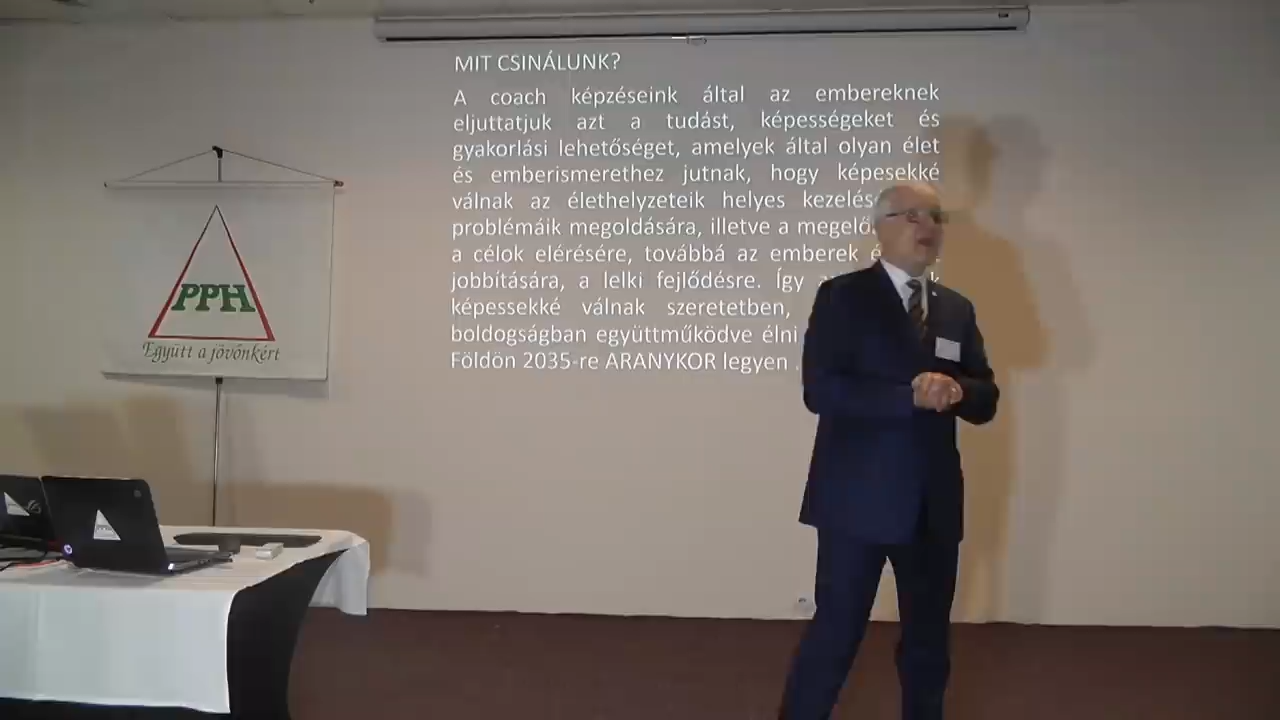 MIT CSINÁLUNK?
A coach képzéseink által az embereknek
eljuttatjuk azt a tudást, képességeket és
gyakorlási lehetőséget, amelyek által olyan élet
és emberismerethez jutnak, hogy képesekké
válnak az élethelyzeteik helyes
problémáik megoldására, illetve a
a célok elérésére, továbbá az emberek
jobbítására, a lelki fejlődésre. Így
képessekké válnak szeretetben,
boldogságban együttműködve élni
Földön 2035-re ARANYKOR legyen .
PPH
Együtt a jövőnkért